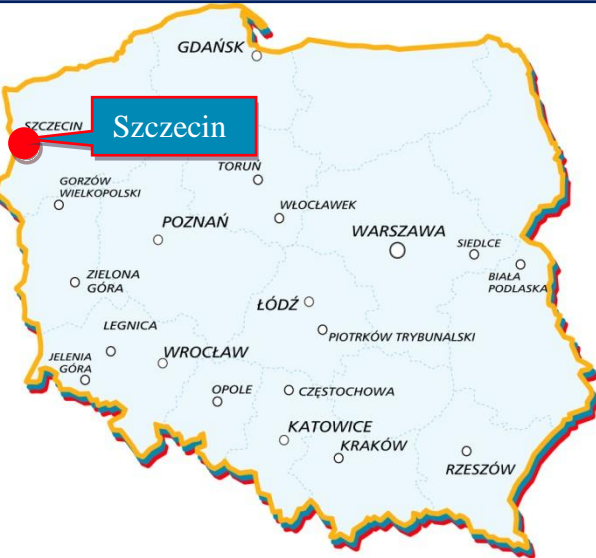 GDAŃSK
SZCZECIN
Szczecin
TORUŃ
GORZÓW
WIELKOPOLSKI
WŁOCŁAWEK
POZNAŃ
WARSZAWA
SIEDLCE
BIAŁA
PODLASKA
ZIELONA
GÓRA
ŁÓDŹ
PIOTRKÓW TRYBUNALSKI
LEGNICA
WROCŁAW
JELENIA
GÓRA
OPOLE
CZĘSTOCHOWA
KATOWICE
KRAKÓW
RZESZÓW